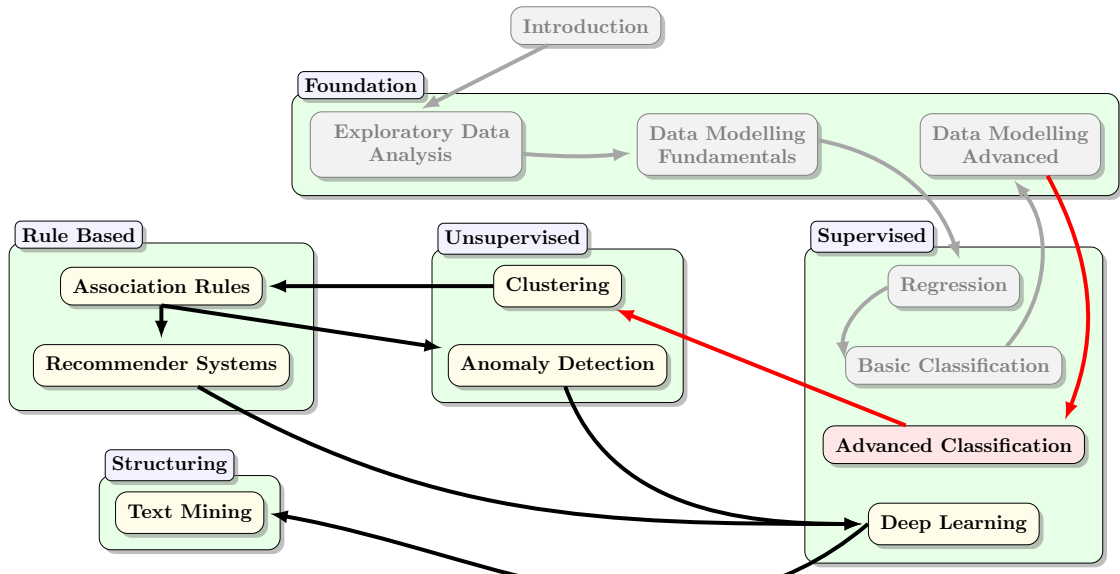 Introduction
Foundation
Exploratory Data
Analysis
Data Modelling
Fundamentals
Data Modelling
Advanced
Rule Based
Association Rules
Recommender Systems
Unsupervised
Clustering
Anomaly Detection
Supervised
Regression
Basic Classification
Advanced Classification
Deep Learning
Structuring
Text Mining